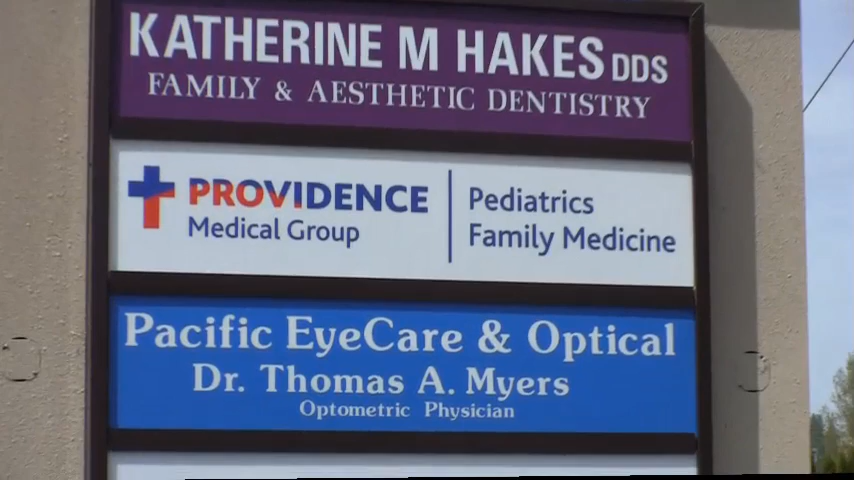 KATHERINE M HAKES DDS
FAMILY & AESTHETIC DENTISTRY
PROVIDENCE
Medical Group
Pediatrics
Family Medicine
Pacific EyeCare & Optical
Dr. Thomas A. Myers
Optometric Physician